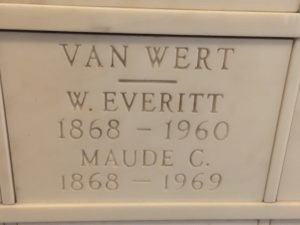 VAN WERT
W. EVERITT
1868 – 1960
MAUDE C.
1868 – 1969